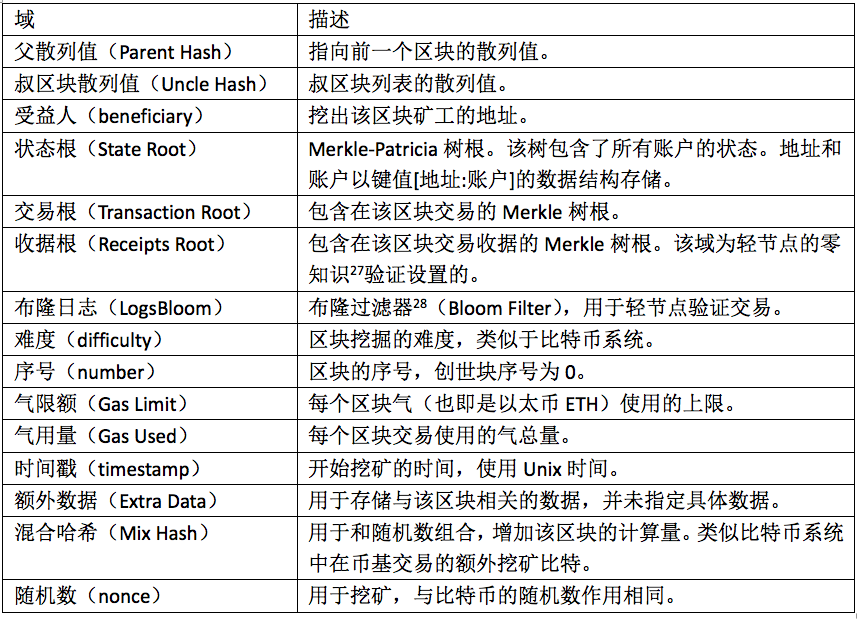 域 描述
父散列值（Parent Hash） 指向前一个区块的散列值。
叔区块散列值（Uncle Hash） 叔区块列表的散列值。
受益人（beneficiary） 挖出该区块矿工的地址。
状态根（State Root） Merkle-Patricia 树根。该树包含了所有账户的状态。地址和
账户以键值[地址:账户]的数据结构存储。
交易根（Transaction Root） 包含在该区块交易的 Merkle 树根。
收据根（Receipts Root） 包含在该区块交易收据的 Merkle 树根。该域为轻节点的零
知识27验证设置的。
布隆日志（LogsBloom） 布隆过滤器28（Bloom Filter），用于轻节点验证交易。
难度（difficulty） 区块挖掘的难度，类似于比特币系统。
序号（number） 区块的序号，创世块序号为 0。
气限额（Gas Limit） 每个区块气（也即是以太币 ETH）使用的上限。
气用量（Gas Used） 每个区块交易使用的气总量。
时间戳（timestamp） 开始挖矿的时间，使用 Unix 时间。
额外数据（Extra Data） 用于存储与该区块相关的数据，并未指定具体数据。
混合哈希（Mix Hash） 用于和随机数组合，增加该区块的计算量。类似比特币系统
中在币基交易的额外挖矿比特。
随机数（nonce） 用于挖矿，与比特币的随机数作用相同。